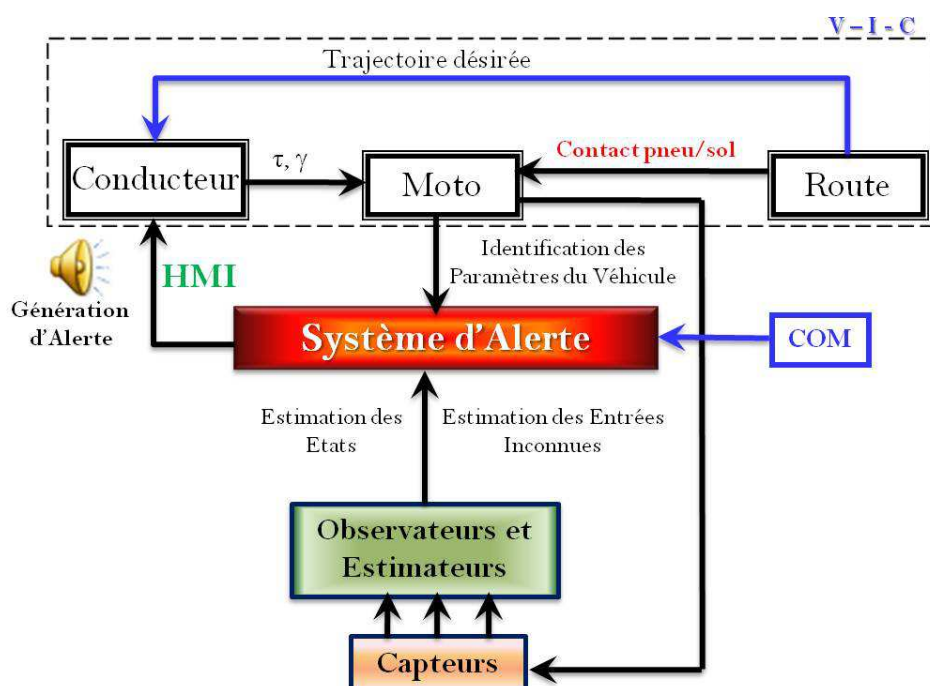 V – I - C
Trajectoire désirée
Conducteur
τ, γ
Moto
Contact pneu/sol
Route
HMI
Génération
d'Alerte
Identification des
Paramètres du Véhicule
Système d'Alerte
COM
Estimation des
Etats
Estimation des Entrées
Inconnues
Observateurs et
Estimateurs
Capteurs